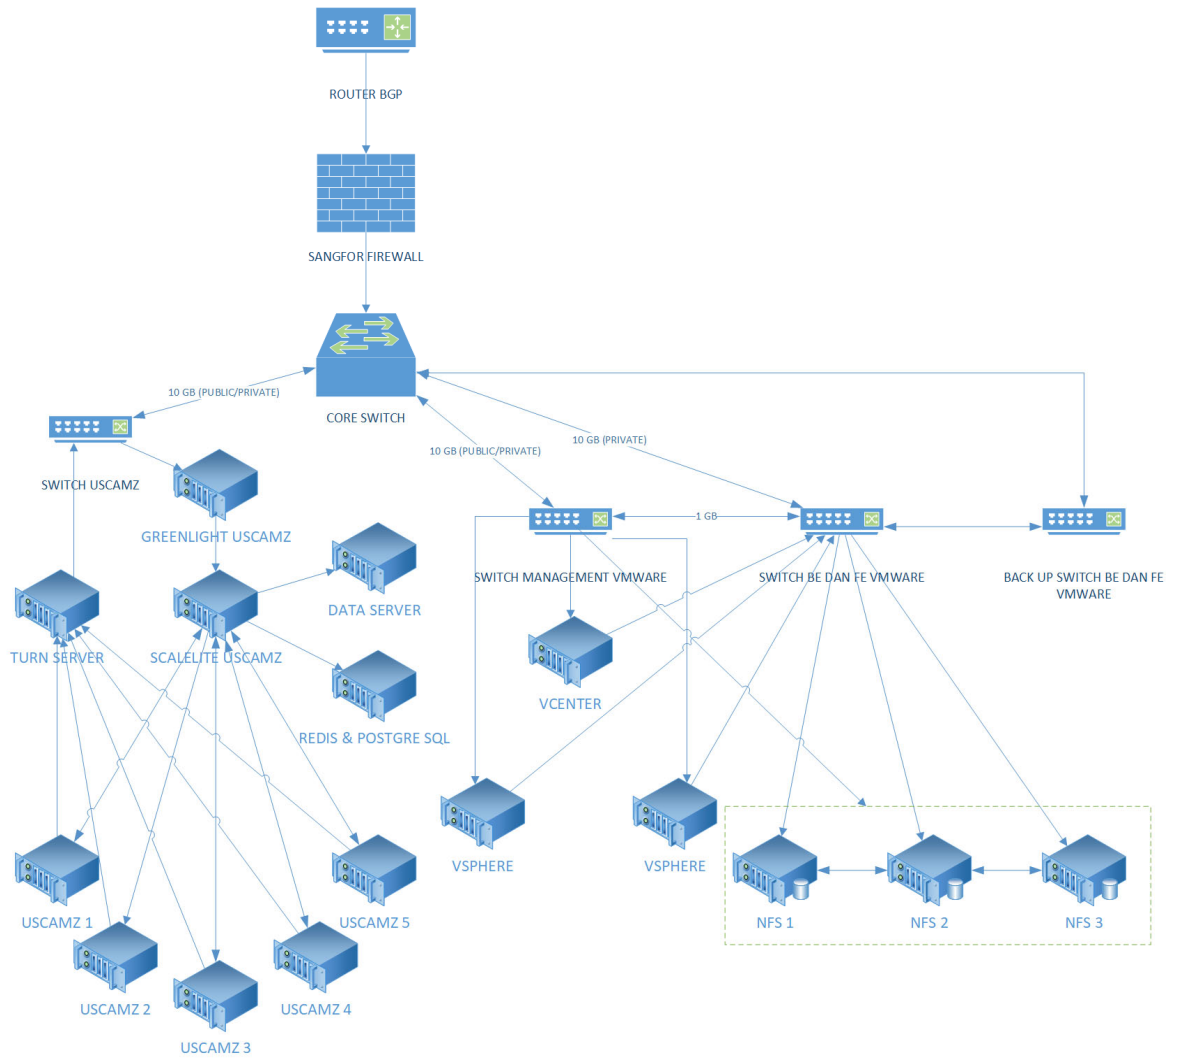 ROUTER BGP
SANGFOR FIREWALL
10 GB (PUBLIC/PRIVATE)
CORE SWITCH
10 GB (PRIVATE)
10 GB (PUBLIC/PRIVATE)
SWITCH USCAMZ
1 GB
GREENLIGHT USCAMZ
SWITCH MANAGEMENT VMWARE
SWITCH BE DAN FE VMWARE
BACK UP SWITCH BE DAN FE
VMWARE
DATA SERVER
TURN SERVER
SCALELITE USCAMZ
VCENTER
REDIS & POSTGRE SQL
VSPHERE
VSPHERE
USCAMZ 1
USCAMZ 5
NFS 1
NFS 2
NFS 3
USCAMZ 2
USCAMZ 4
USCAMZ 3